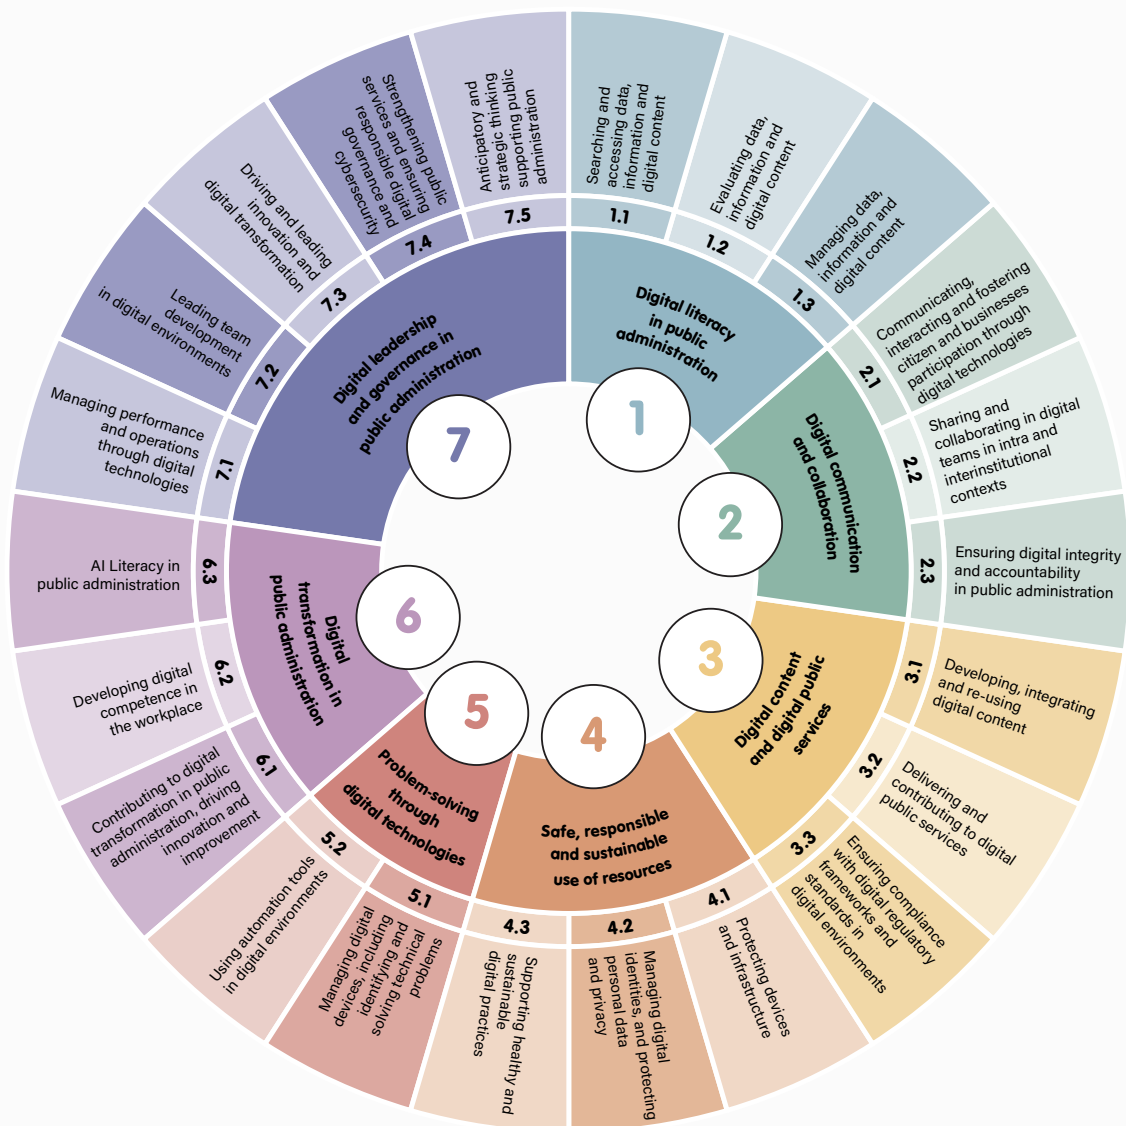 1
Digital literacy
in public
administration
1.1
Searching and
accessing data,
information and
digital content
1.2
Evaluating data,
information and
digital content
1.3
Managing data,
information and
digital content
2
Digital communication
and collaboration
2.1
Communicating,
interacting and fostering
citizen and businesses
participation through
digital technologies
2.2
Sharing and
collaborating in digital
teams in intra and
interinstitutional
contexts
2.3
Ensuring digital integrity
and accountability
in public administration
3
Digital content
and digital public
services
3.1
Developing, integrating
and re-using
digital content
3.2
Delivering and
contributing to digital
public services
3.3
Ensuring compliance
with digital regulatory
frameworks and
standards in
digital environments
4
Safe, responsible
and sustainable
use of resources
4.1
Protecting devices
and infrastructure
4.2
Managing digital
identities, and protecting
personal data
and privacy
4.3
Supporting healthy and
sustainable
digital practices
5
Problem-solving
through
digital technologies
5.1
Managing digital
devices, including
identifying and
solving technical
problems
5.2
Using automation tools
in digital environments
6
Digital
transformation in
public administration
6.1
Contributing to digital
transformation in public
administration, driving
innovation and
improvement
6.2
Developing digital
competence in
the workplace
6.3
AI Literacy in
public administration
7
Digital leadership
and governance in
public administration
7.1
Managing performance
and operations
through digital
technologies
7.2
Leading team
development
in digital environments
7.3
Driving and leading
innovation and
digital transformation
7.4
Strengthening public
services and ensuring
responsible digital
governance and
cybersecurity
7.5
Anticipatory and
strategic thinking
supporting public
administration